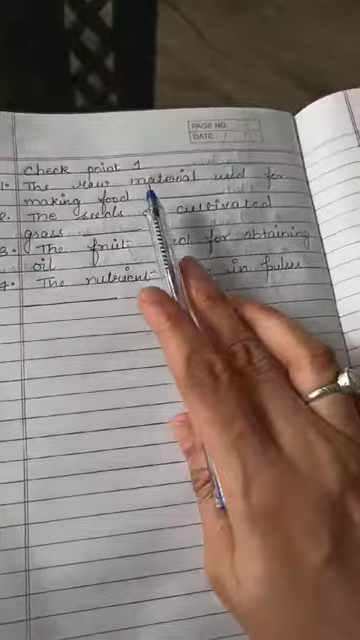 PAGE NO.
DATE / /
Check point 1
1. The raw material used for
making food
2. The seeds cultivated
grass
3. The fruit for obtaining
oil
4. The nutrient in pulses